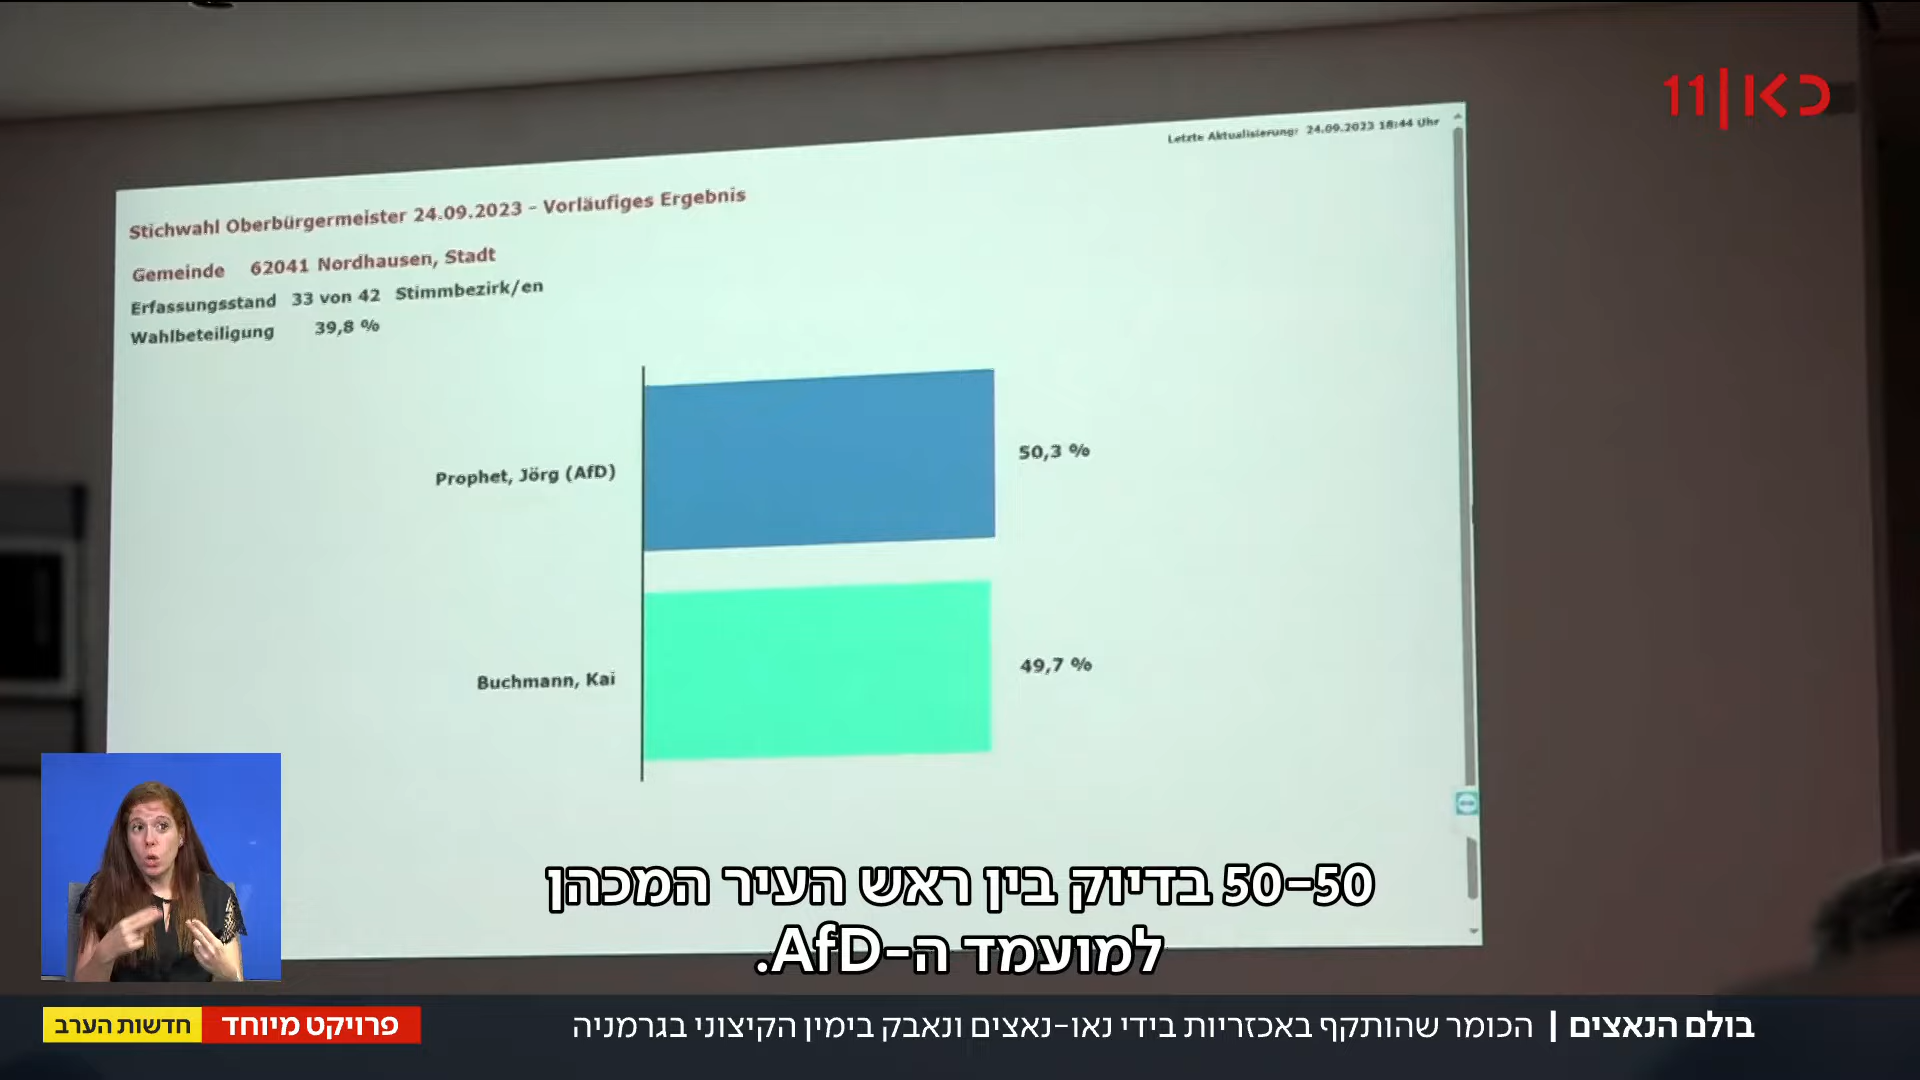 כאן 11
Letzte Aktualisierung: 24.09.2023 18:44 Uhr
Stichwahl Oberbürgermeister 24.09.2023 - Vorläufiges Ergebnis
Gemeinde 62041 Nordhausen, Stadt
Erfassungsstand 33 von 42 Stimmbezirk/en
Wahlbeteiligung 39,8 %
Prophet, Jörg (AfD) 50,3 %
Buchmann, Kai 49,7 %
50-50 בדיוק בין ראש העיר המכהן
למועמד ה-AfD.
בולם הנאצים | הכומר שהותקף באכזריות בידי נאו-נאצים ונאבק בימין הקיצוני בגרמניה
פרויקט מיוחד חדשות הערב